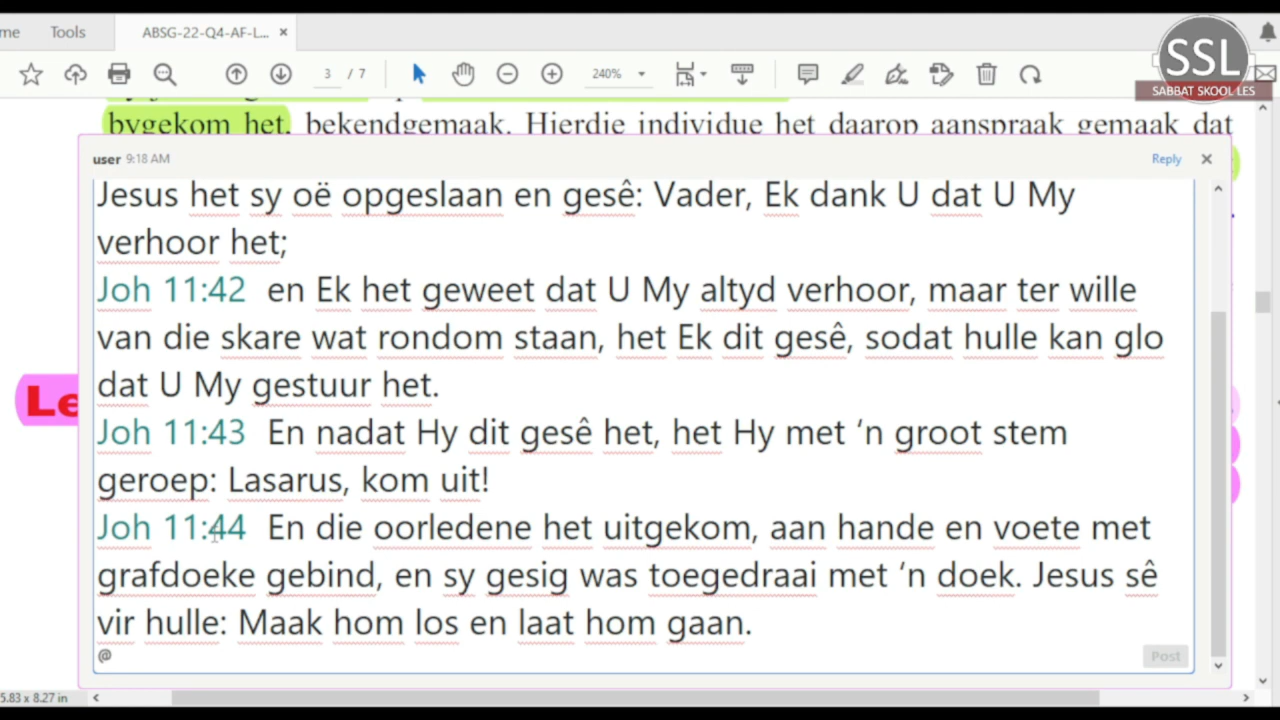 me Tools ABSG-22-Q4-AF-L... ×
3 / 7 240%
SSL
SABBAT SKOOL LES
bygekom het, bekendgemaak. Hierdie individue het daarop aanspraak gemaak dat
user 9:18 AM Reply ×
Jesus het sy oë opgeslaan en gesê: Vader, Ek dank U dat U My
verhoor het;
Joh 11:42 en Ek het geweet dat U My altyd verhoor, maar ter wille
van die skare wat rondom staan, het Ek dit gesê, sodat hulle kan glo
dat U My gestuur het.
Le
Joh 11:43 En nadat Hy dit gesê het, het Hy met ‘n groot stem
geroep: Lasarus, kom uit!
Joh 11:44 En die oorledene het uitgekom, aan hande en voete met
grafdoeke gebind, en sy gesig was toegedraai met ‘n doek. Jesus sê
vir hulle: Maak hom los en laat hom gaan.
@ Post
5.83 x 8.27 in